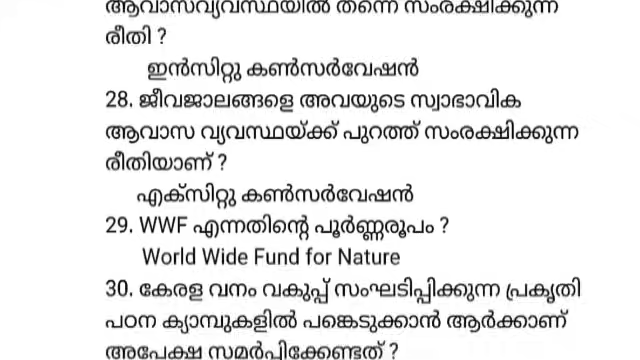 ആവാസവ്യവസ്ഥയിൽ തന്നെ സംരക്ഷിക്കുന്ന
രീതി ?
ഇൻസിറ്റു കൺസർവേഷൻ
28. ജീവജാലങ്ങളെ അവയുടെ സ്വാഭാവിക
ആവാസ വ്യവസ്ഥയ്ക്ക് പുറത്ത് സംരക്ഷിക്കുന്ന
രീതിയാണ് ?
എക്സിറ്റു കൺസർവേഷൻ
29. WWF എന്നതിന്റെ പൂർണ്ണരൂപം ?
World Wide Fund for Nature
30. കേരള വനം വകുപ്പ് സംഘടിപ്പിക്കുന്ന പ്രകൃതി
പഠന ക്യാമ്പുകളിൽ പങ്കെടുക്കാൻ ആർക്കാണ്
അപേക്ഷ സമർപ്പിക്കേണ്ടത് ?